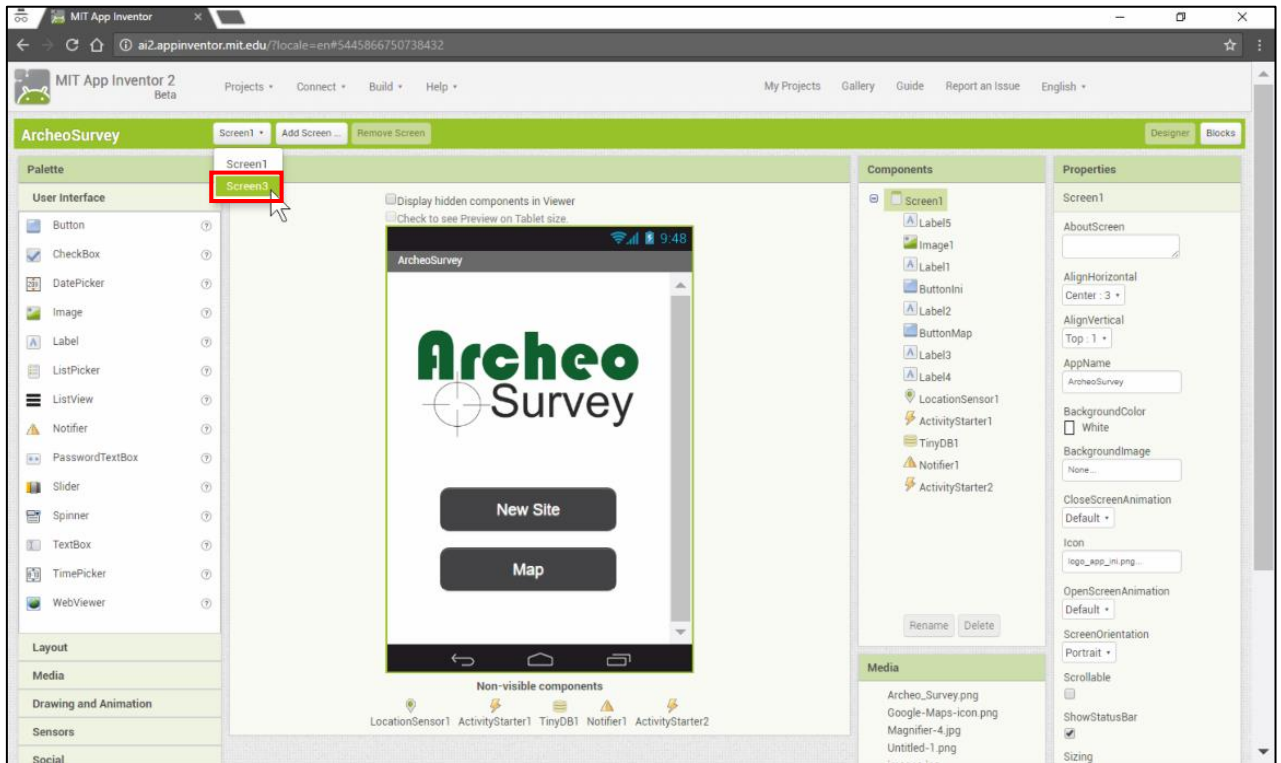 MIT App Inventor
ai2.appinventor.mit.edu/?locale=en#5445866750738432
MIT App Inventor 2
Beta
Projects Connect Build Help
My Projects Gallery Guide Report an Issue English
ArcheoSurvey
Screen1 Add Screen ... Remove Screen
Designer Blocks
Screen1
Screen3
Palette
User Interface
Button
CheckBox
DatePicker
Image
Label
ListPicker
ListView
Notifier
PasswordTextBox
Slider
Spinner
TextBox
TimePicker
WebViewer
Layout
Media
Drawing and Animation
Sensors
Social
Display hidden components in Viewer
Check to see Preview on Tablet size.
9:48
ArcheoSurvey
Archeo
Survey
New Site
Map
Non-visible components
LocationSensor1 ActivityStarter1 TinyDB1 Notifier1 ActivityStarter2
Components
Screen1
Label5
Image1
Label1
ButtonIni
Label2
ButtonMap
Label3
Label4
LocationSensor1
ActivityStarter1
TinyDB1
Notifier1
ActivityStarter2
Rename Delete
Media
Archeo_Survey.png
Google-Maps-icon.png
Magnifier-4.jpg
Untitled-1.png
Properties
Screen1
AboutScreen
AlignHorizontal
Center : 3
AlignVertical
Top : 1
AppName
ArcheoSurvey
BackgroundColor
White
BackgroundImage
None...
CloseScreenAnimation
Default
Icon
logo_app_ini.png...
OpenScreenAnimation
Default
ScreenOrientation
Portrait
Scrollable
ShowStatusBar
Sizing